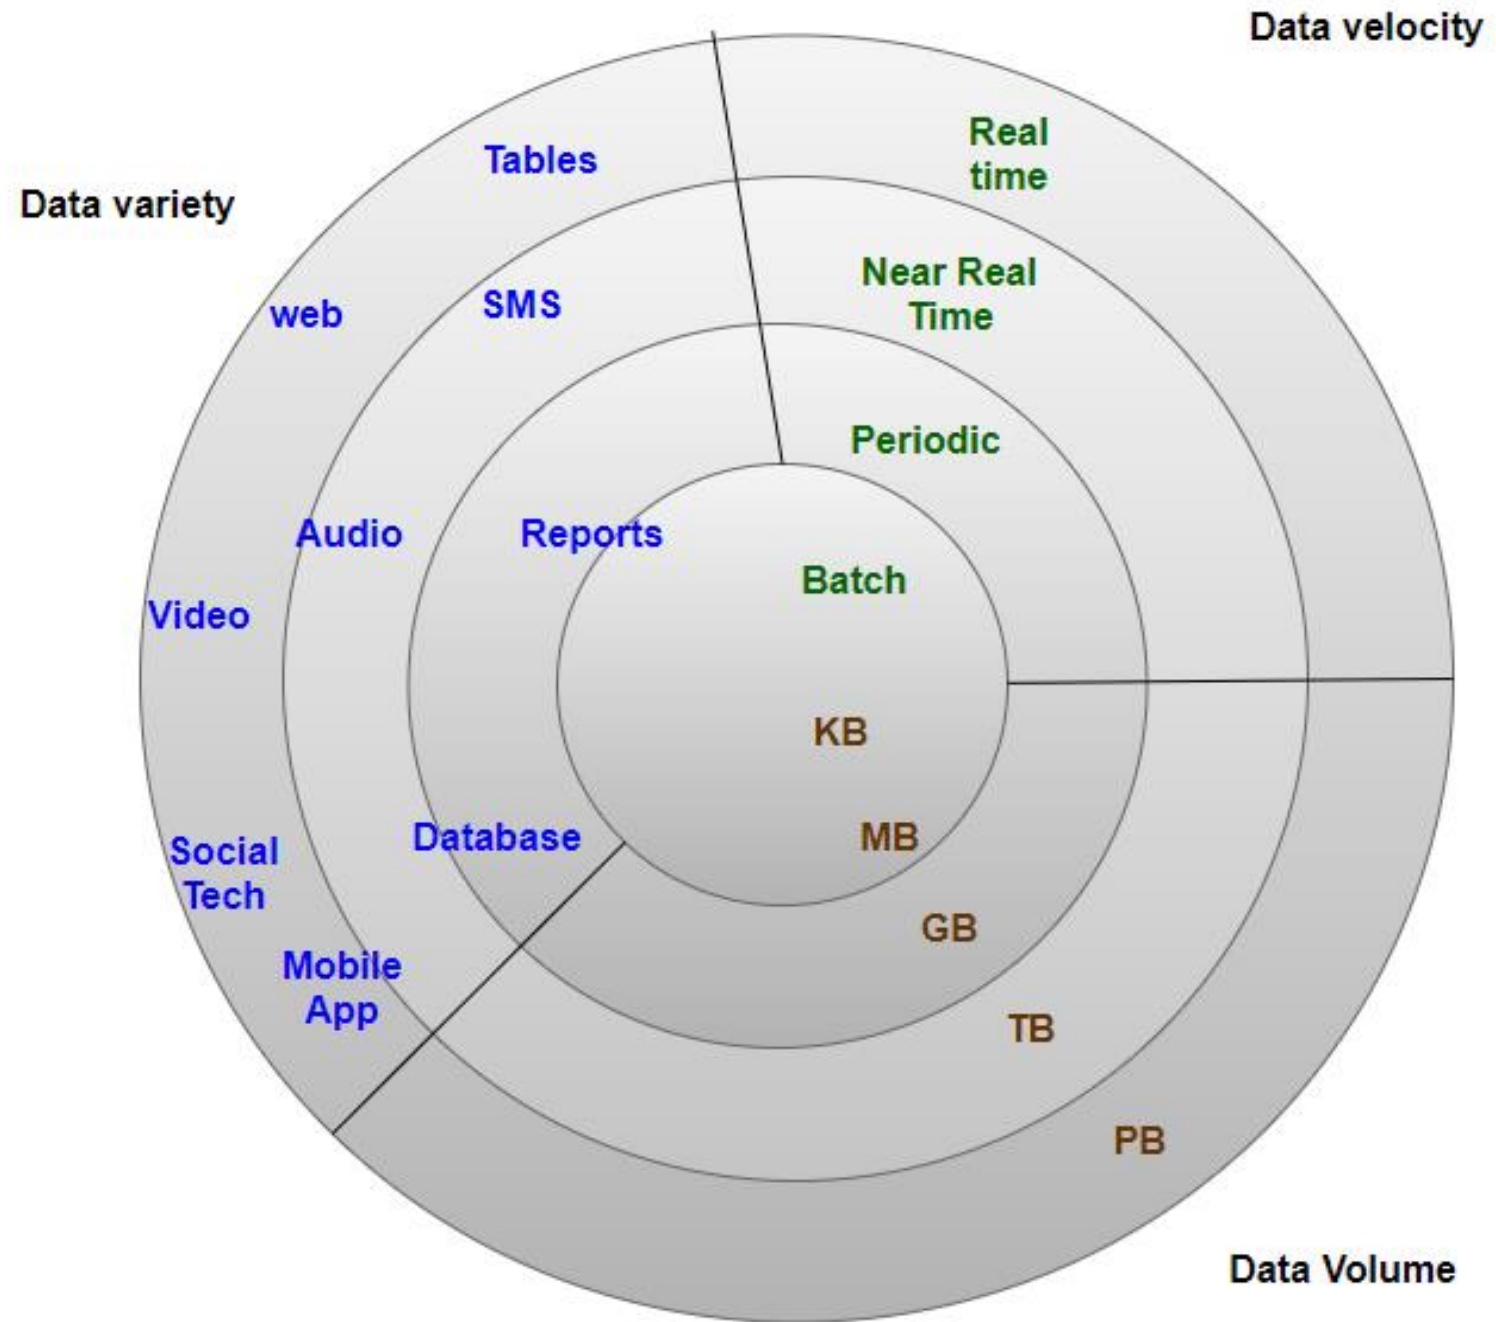 Data velocity
Real
time
Tables
Data variety
Near Real
Time
SMS
web
Periodic
Audio
Reports
Batch
Video
KB
MB
Database
Social
Tech
GB
Mobile
App
TB
PB
Data Volume